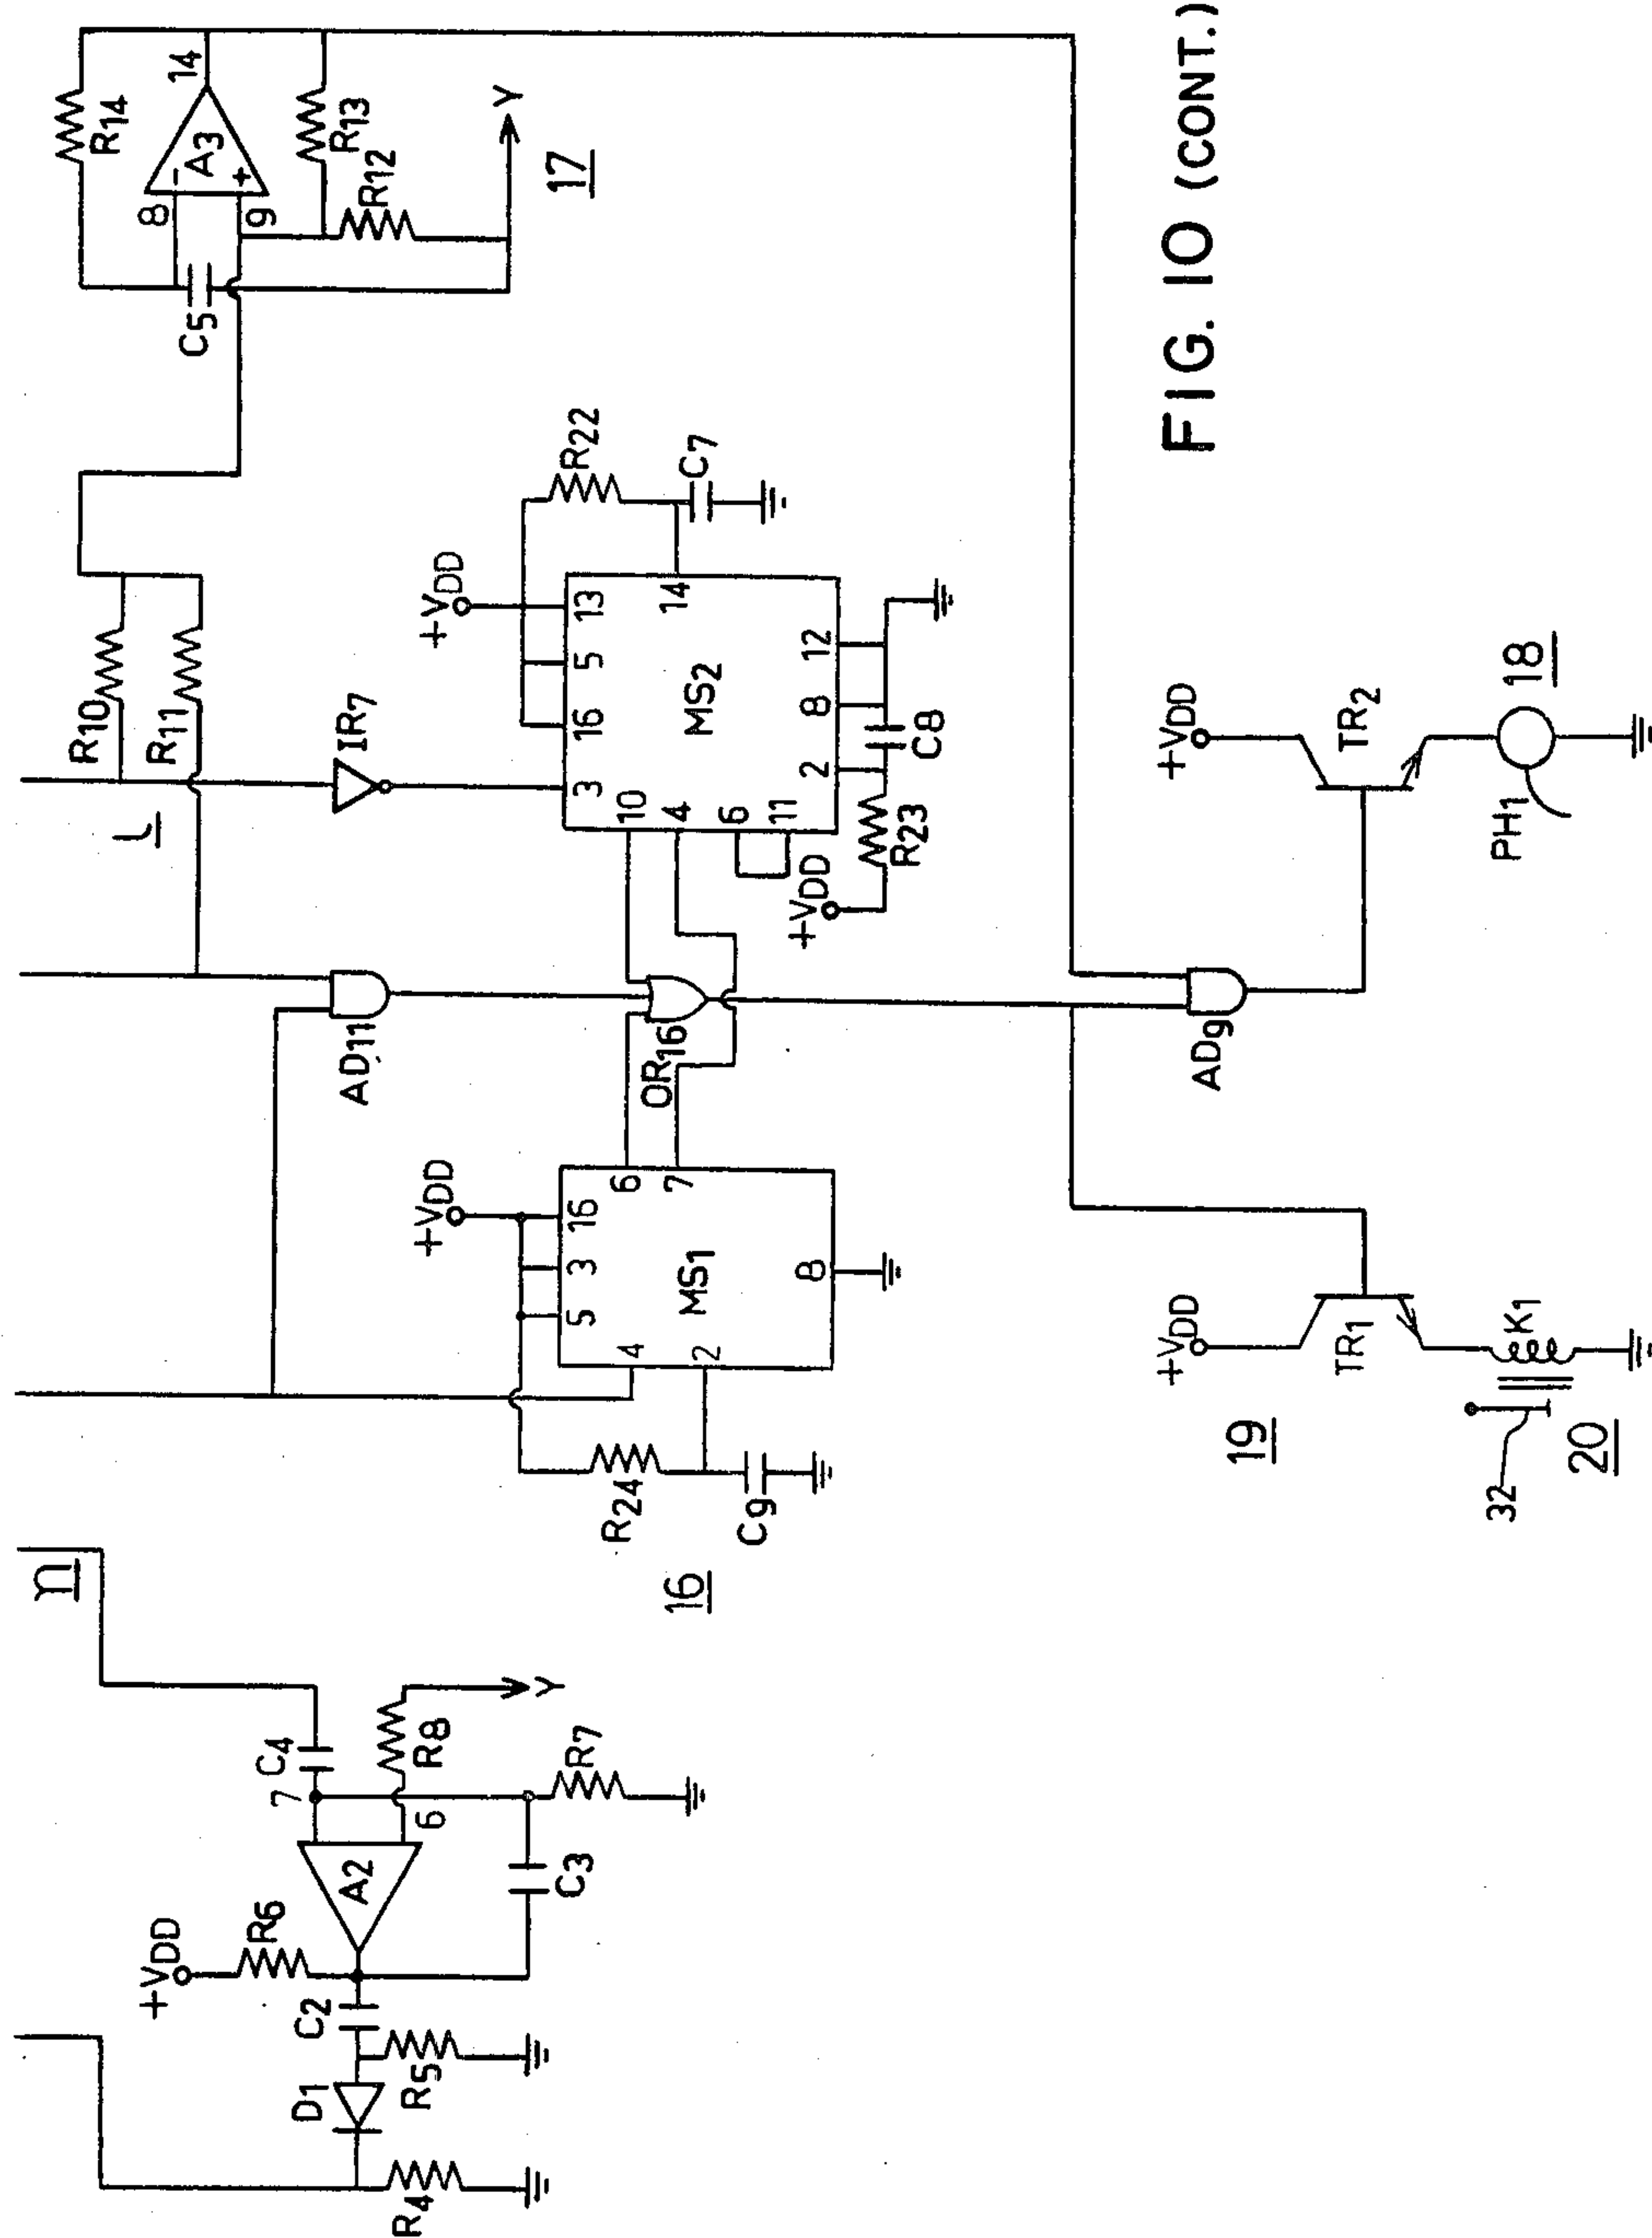 R14
14
A3
-
+
8
9
R13
R12
C5
Y
17
R10
R11
l
IR7
+VDD
R22
C7
3
16
5
13
14
MS2
10
4
6
11
2
8
12
C8
R23
+VDD
AD11
OR16
+VDD
5
3
16
6
7
MS1
4
2
8
R24
C9
16
n
C4
7
A2
6
R8
Y
R7
C3
+VDD
R6
C2
D1
R5
R4
AD9
+VDD
TR2
PH1
18
19
+VDD
TR1
K1
32
20
FIG. 10 (CONT.)